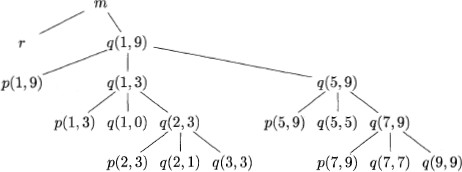 m
r q(1,9)
p(1,9) q(1,3) q(5,9)
p(1,3) q(1,0) q(2,3) p(5,9) q(5,5) q(7,9)
p(2,3) q(2,1) q(3,3) p(7,9) q(7,7) q(9,9)